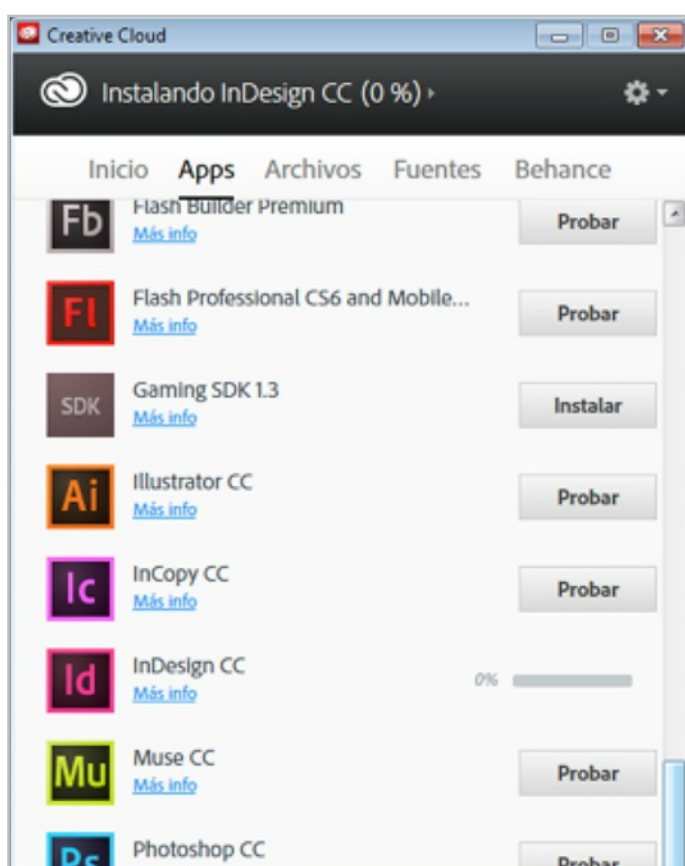 Creative Cloud
Instalando InDesign CC (0 %)
Inicio Apps Archivos Fuentes Behance
Fb Flash Builder Premium Probar
Más info
Fl Flash Professional CS6 and Mobile... Probar
Más info
SDK Gaming SDK 1.3 Instalar
Más info
Ai Illustrator CC Probar
Más info
Ic InCopy CC Probar
Más info
Id InDesign CC 0%
Más info
Mu Muse CC Probar
Más info
Ps Photoshop CC Probar